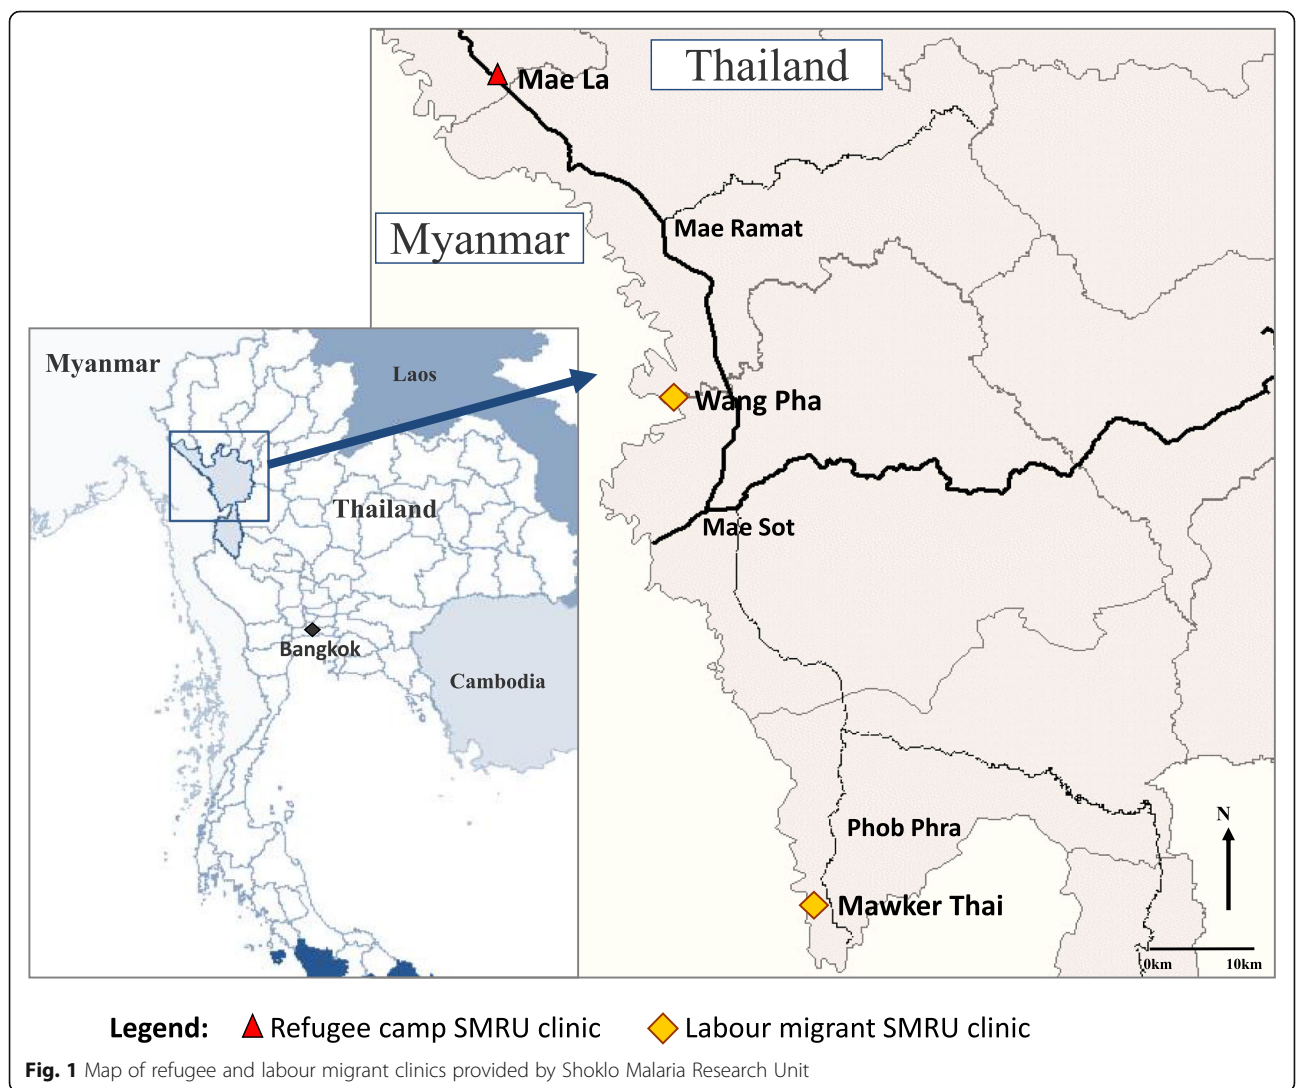 Thailand
Mae La
Myanmar
Mae Ramat
Wang Pha
Mae Sot
Phob Phra
Mawker Thai
N
0km 10km
Myanmar
Laos
Thailand
Bangkok
Cambodia
Legend: Refugee camp SMRU clinic Labour migrant SMRU clinic
Fig. 1 Map of refugee and labour migrant clinics provided by Shoklo Malaria Research Unit